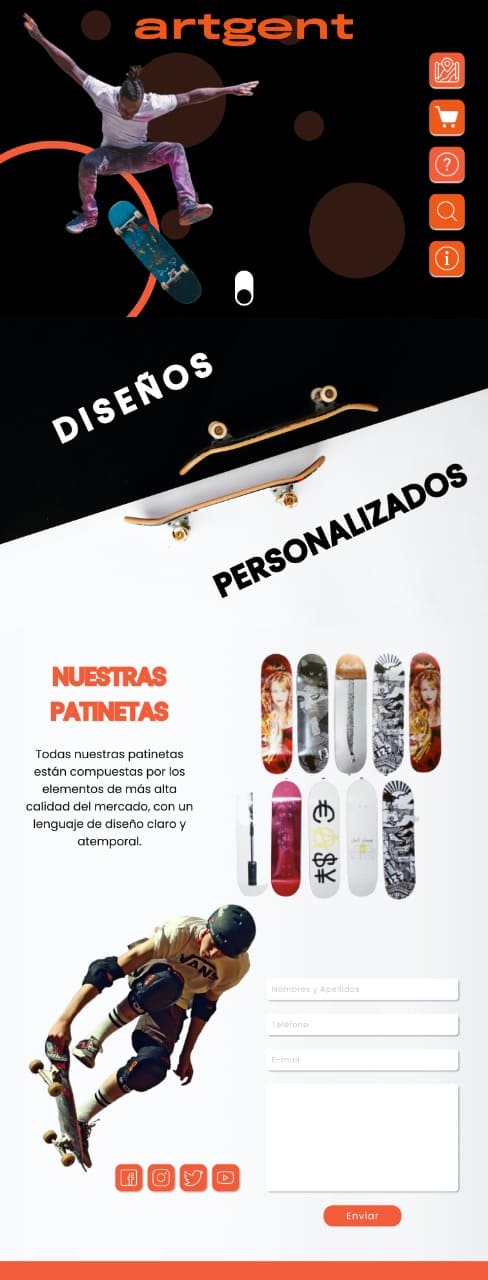 artgent
?
i
DISEÑOS
PERSONALIZADOS
NUESTRAS
PATINETAS
Todas nuestras patinetas
están compuestas por los
elementos de más alta
calidad del mercado, con un
lenguaje de diseño claro y
atemporal.
€A$¥
VANS
Nombres y Apellidos
Teléfono
E-mail
Enviar